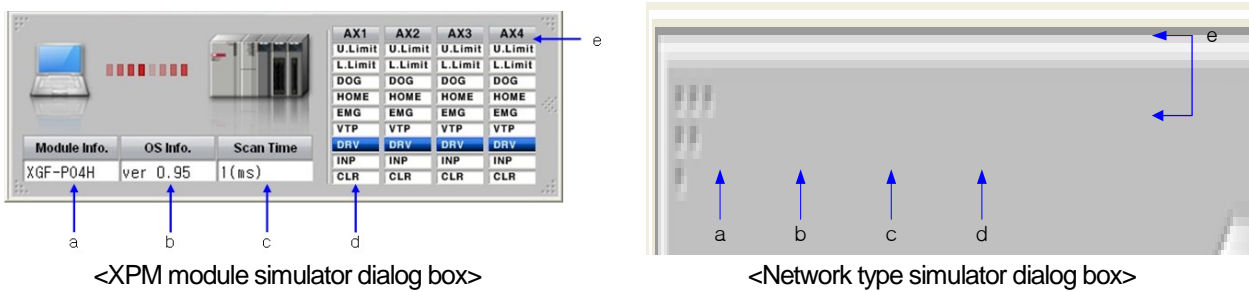 AX1 AX2 AX3 AX4
U.Limit U.Limit U.Limit U.Limit
L.Limit L.Limit L.Limit L.Limit
DOG DOG DOG DOG
HOME HOME HOME HOME
EMG EMG EMG EMG
VTP VTP VTP VTP
DRV DRV DRV DRV
INP INP INP INP
CLR CLR CLR CLR
e
Module Info. OS Info. Scan Time
XGF-PO4H ver 0.95 1(ms)
a b c d
<XPM module simulator dialog box>
e
a b c d
<Network type simulator dialog box>